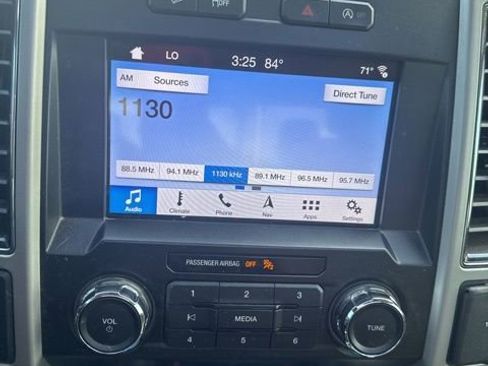 OFF OFF
LO 3:25 84° 71°
AM Sources
Direct Tune
1130
88.5 MHz 94.1 MHz 1130 kHz 89.1 MHz 96.5 MHz 95.7 MHz
Audio Climate Phone Nav Apps Settings
PASSENGER AIRBAG OFF
1 2 3
VOL MEDIA TUNE
4 5 6